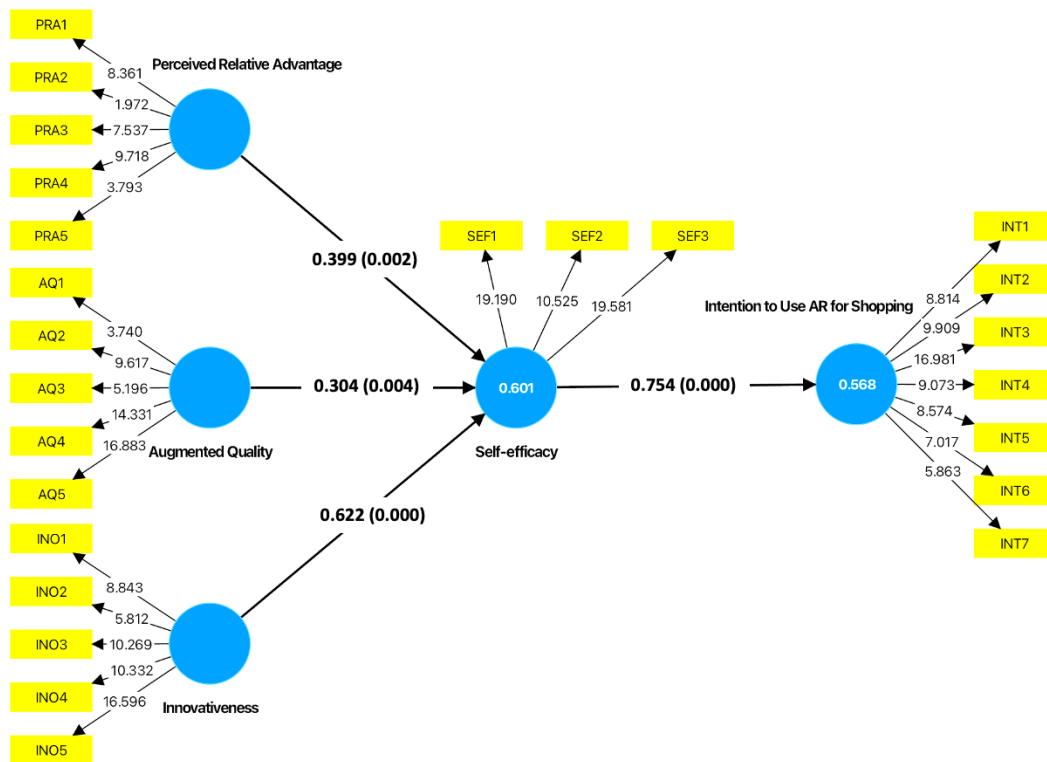 PRA1
Perceived Relative Advantage
8.361
PRA2
1.972
PRA3
7.537
PRA4
9.718
3.793
PRA5
0.399 (0.002)
AQ1
3.740
AQ2
9.617
AQ3
5.196
14.331
AQ4
16.883
Augmented Quality
AQ5
0.304 (0.004)
INO1
8.843
INO2
5.812
INO3
10.269
10.332
INO4
16.596
Innovativeness
INO5
0.622 (0.000)
SEF1
SEF2
SEF3
19.190
10.525
19.581
0.601
Self-efficacy
0.754 (0.000)
Intention to Use AR for Shopping
0.568
INT1
8.814
INT2
9.909
INT3
16.981
INT4
9.073
8.574
INT5
7.017
5.863
INT6
INT7